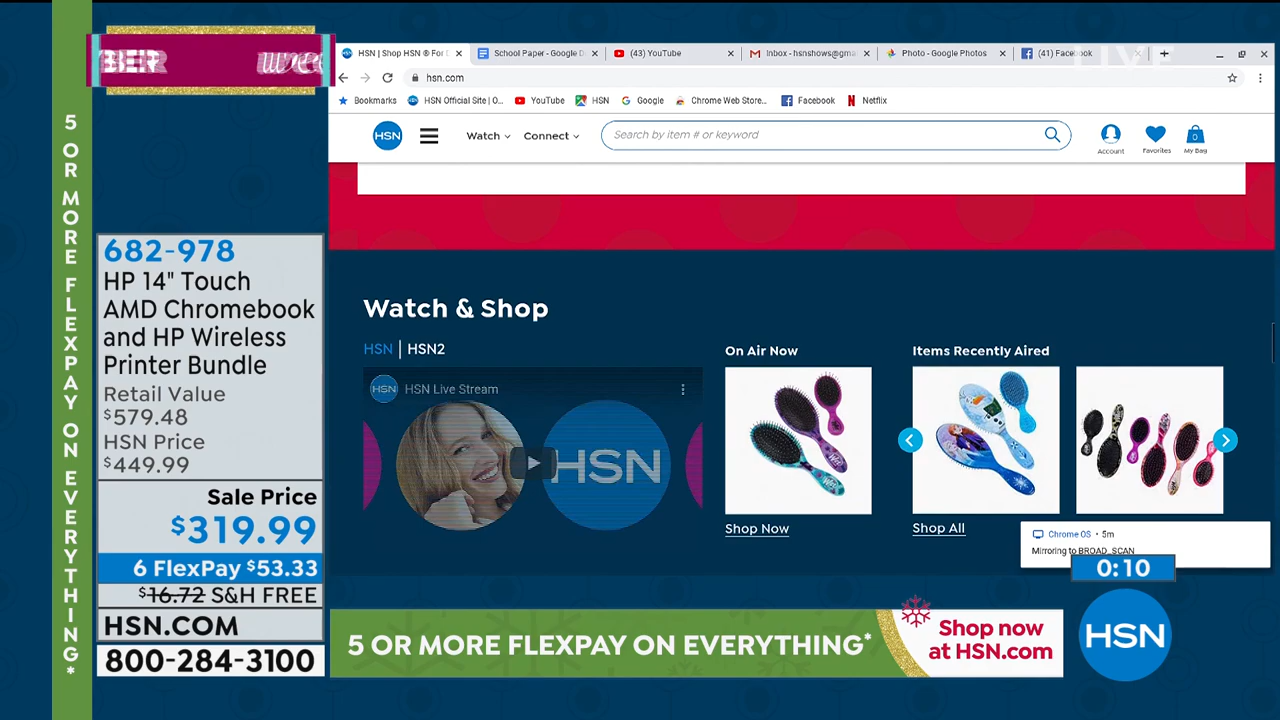 5 OR MORE FLEXPAY ON EVERYTHING*
BER
LIVE
HSN | Shop HSN ® For D
School Paper - Google D
(43) YouTube
Inbox - hsnshows@gma
Photo - Google Photos
(41) Facebook
hsn.com
Bookmarks
HSN Official Site | O...
YouTube
HSN
Google
Chrome Web Store...
Facebook
Netflix
HSN
Watch
Connect
Search by item # or keyword
Account
Favorites
0
My Bag
682-978
HP 14" Touch
AMD Chromebook
and HP Wireless
Printer Bundle
Retail Value
$579.48
HSN Price
$449.99
Sale Price
$319.99
6 FlexPay $53.33
$16.72 S&H FREE
HSN.COM
800-284-3100
Watch & Shop
HSN | HSN2
HSN HSN Live Stream
HSN
On Air Now
Shop Now
Items Recently Aired
Shop All
Chrome OS • 5m
Mirroring to BROAD_SCAN
0:10
5 OR MORE FLEXPAY ON EVERYTHING*
Shop now
at HSN.com
HSN